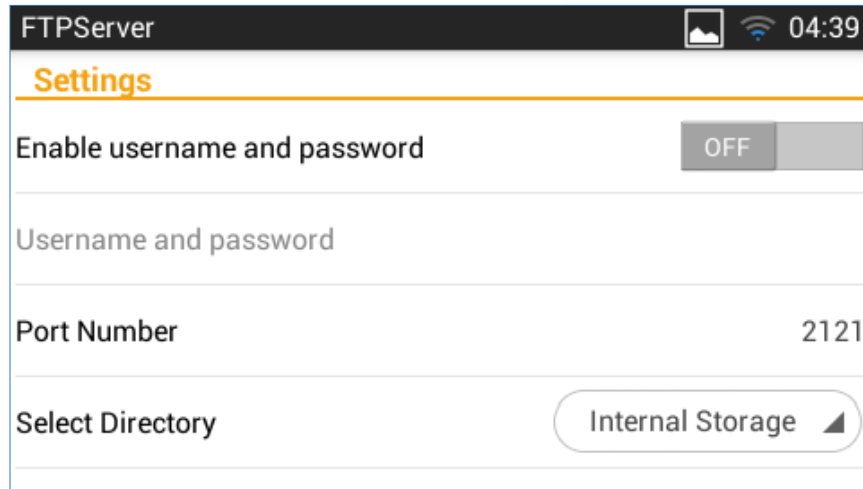 FTPServer 04:39
Settings
Enable username and password OFF
Username and password
Port Number 2121
Select Directory Internal Storage